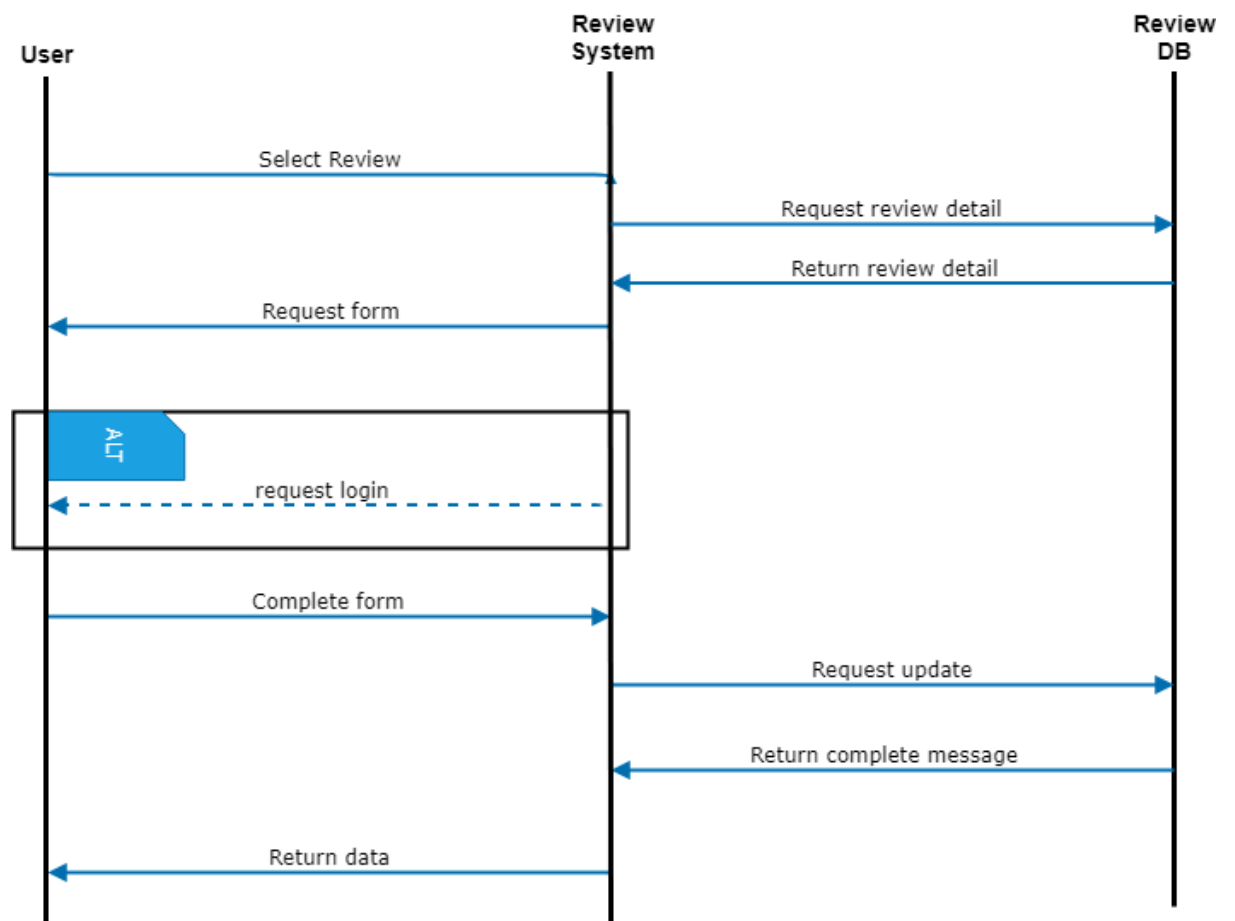 User
Review
System
Review
DB
Select Review
Request review detail
Return review detail
Request form
ALT
request login
Complete form
Request update
Return complete message
Return data